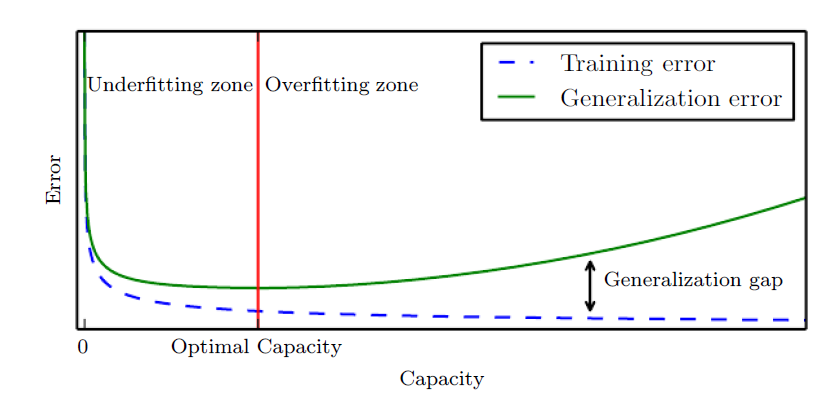 Training error
Generalization error
Underfitting zone
Overfitting zone
Error
Generalization gap
0
Optimal Capacity
Capacity